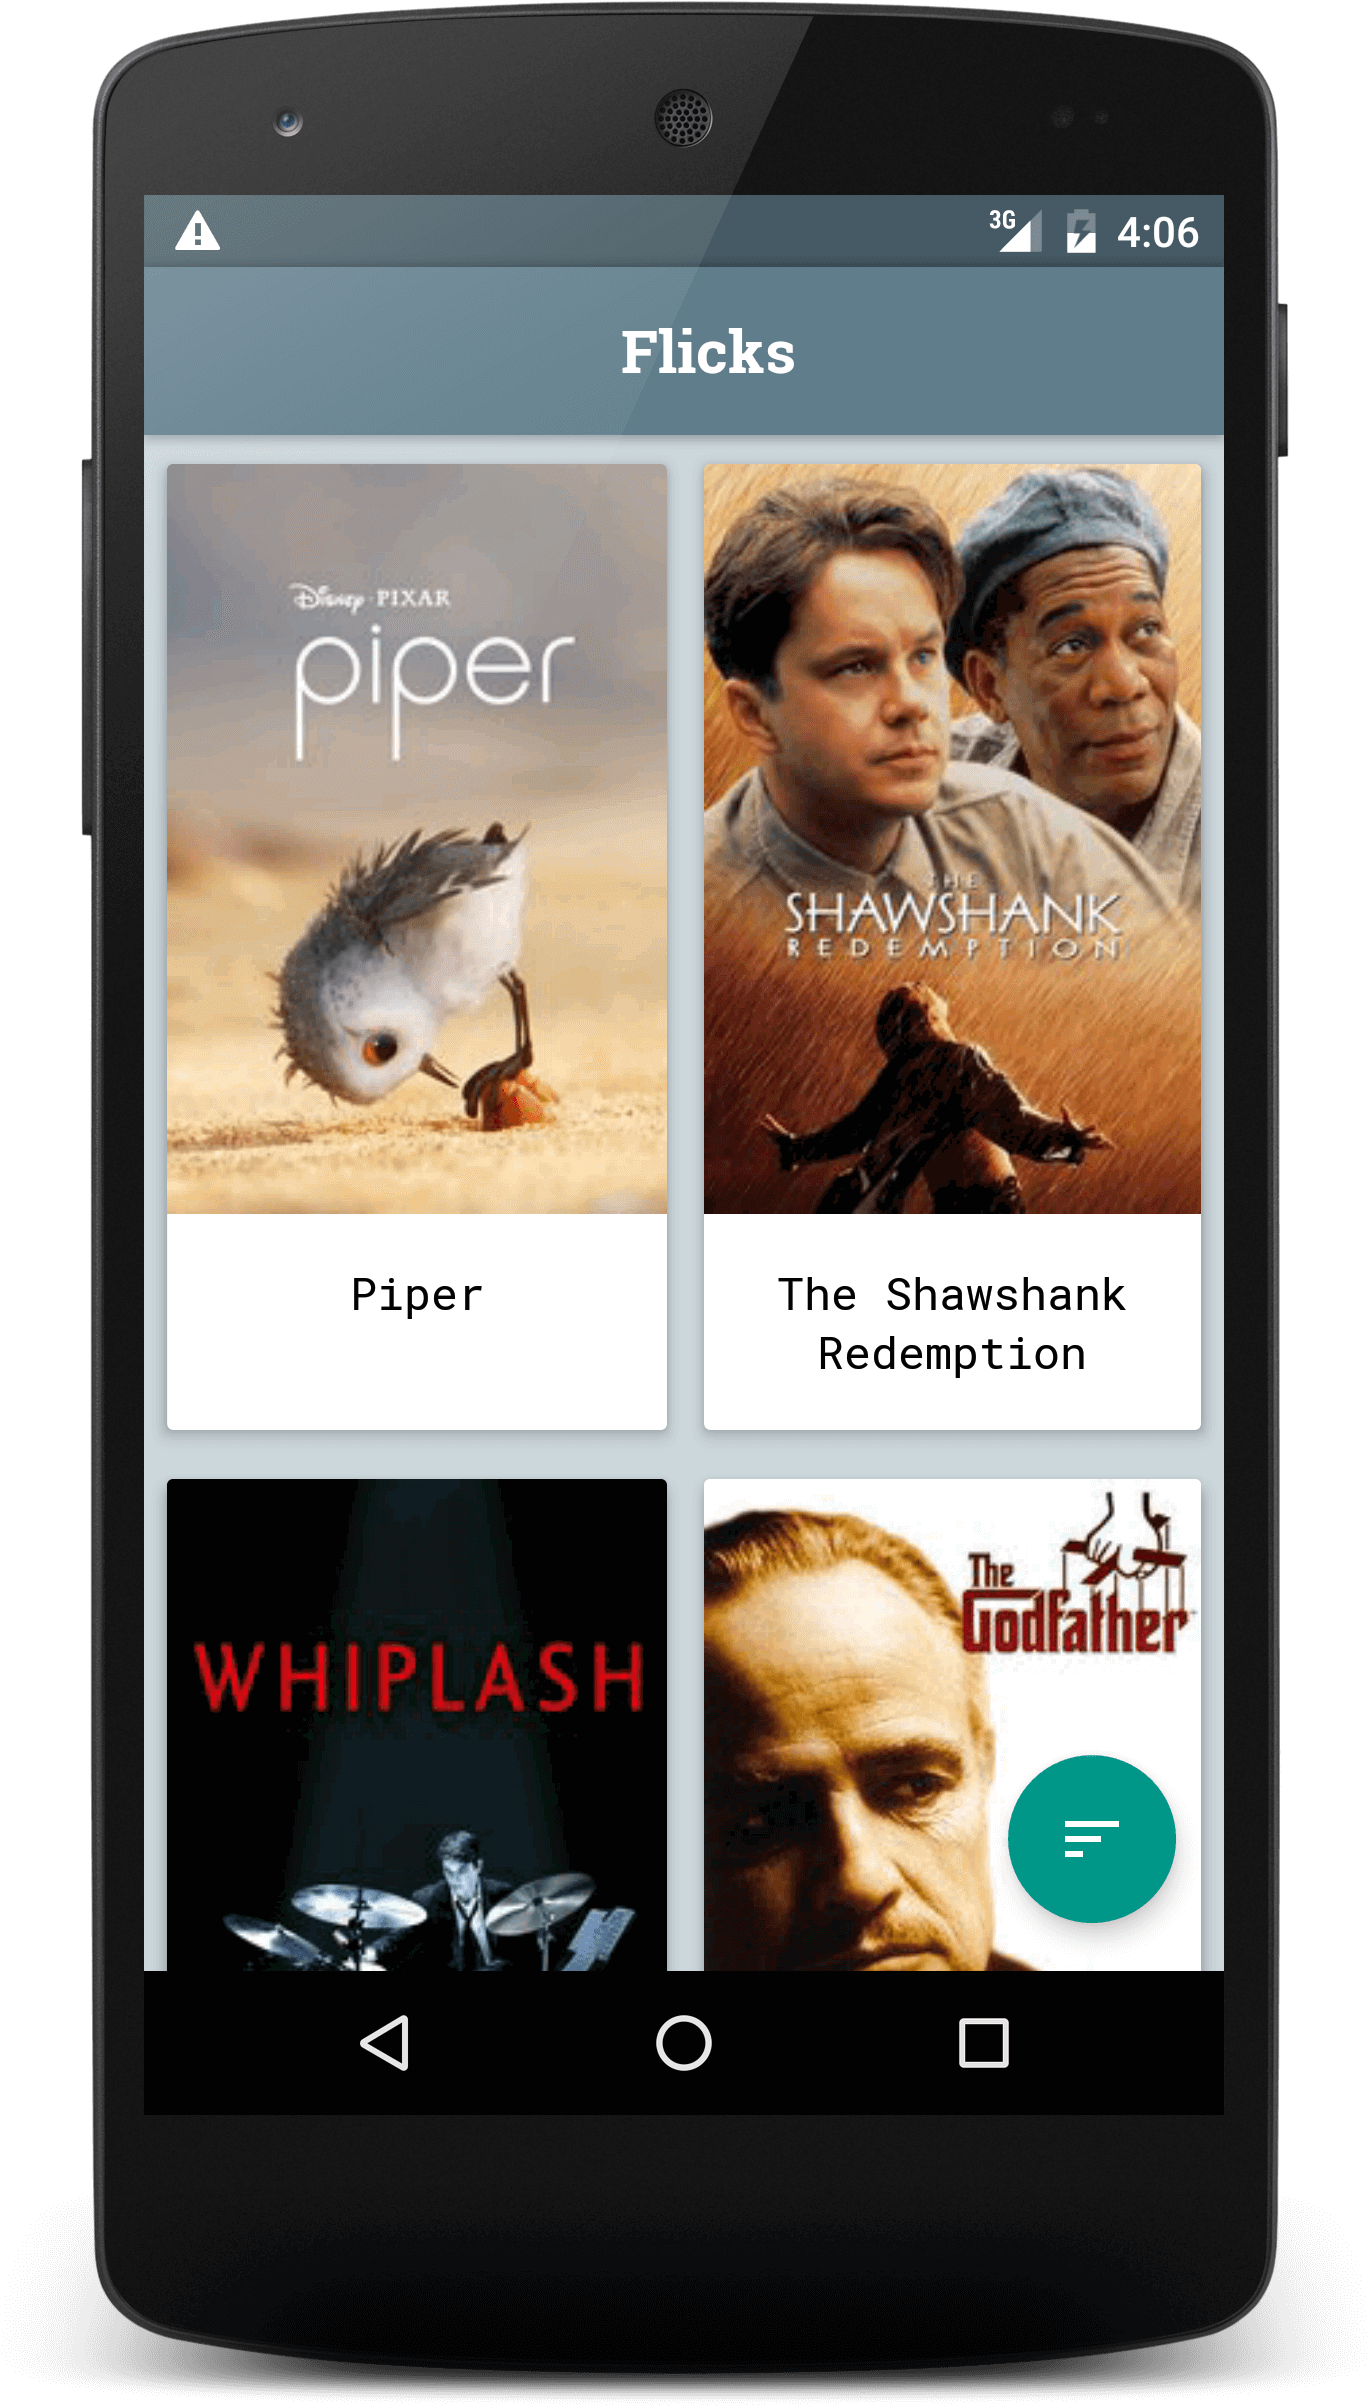 3G 4:06
Flicks
Disney · PIXAR
piper
THE
SHAWSHANK
REDEMPTION
Piper
The Shawshank
Redemption
WHIPLASH
The
Godfather